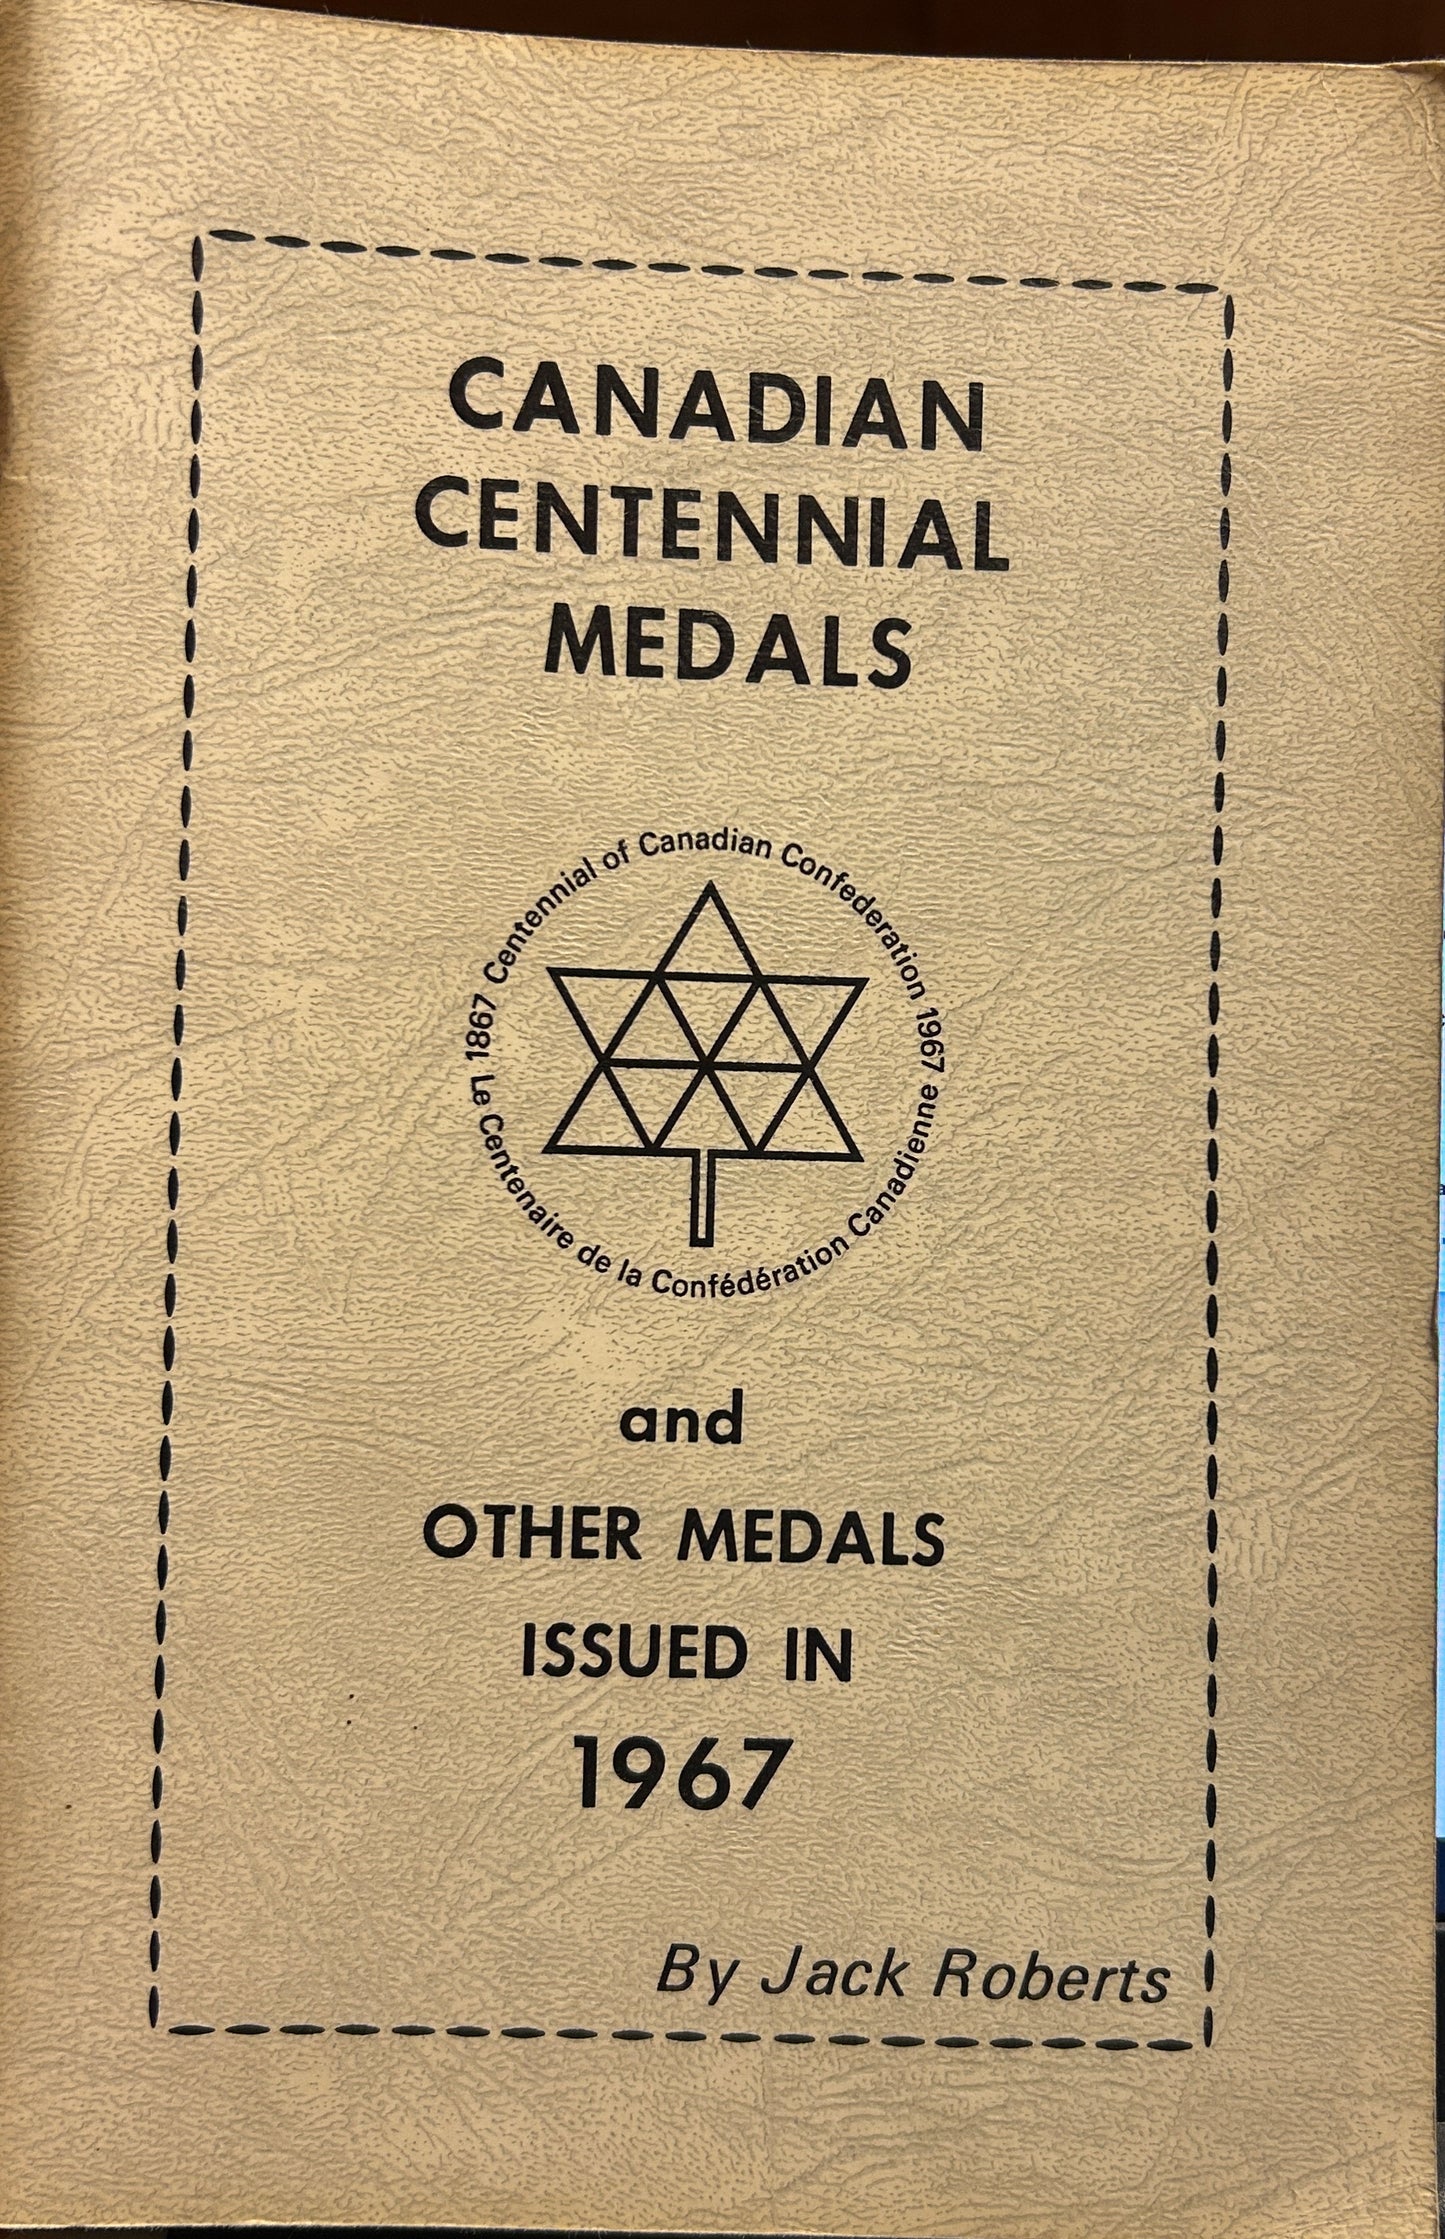 CANADIAN
CENTENNIAL
MEDALS
1867 Centennial of Canadian Confederation 1967
Le Centenaire de la Confédération Canadienne
and
OTHER MEDALS
ISSUED IN
1967
By Jack Roberts